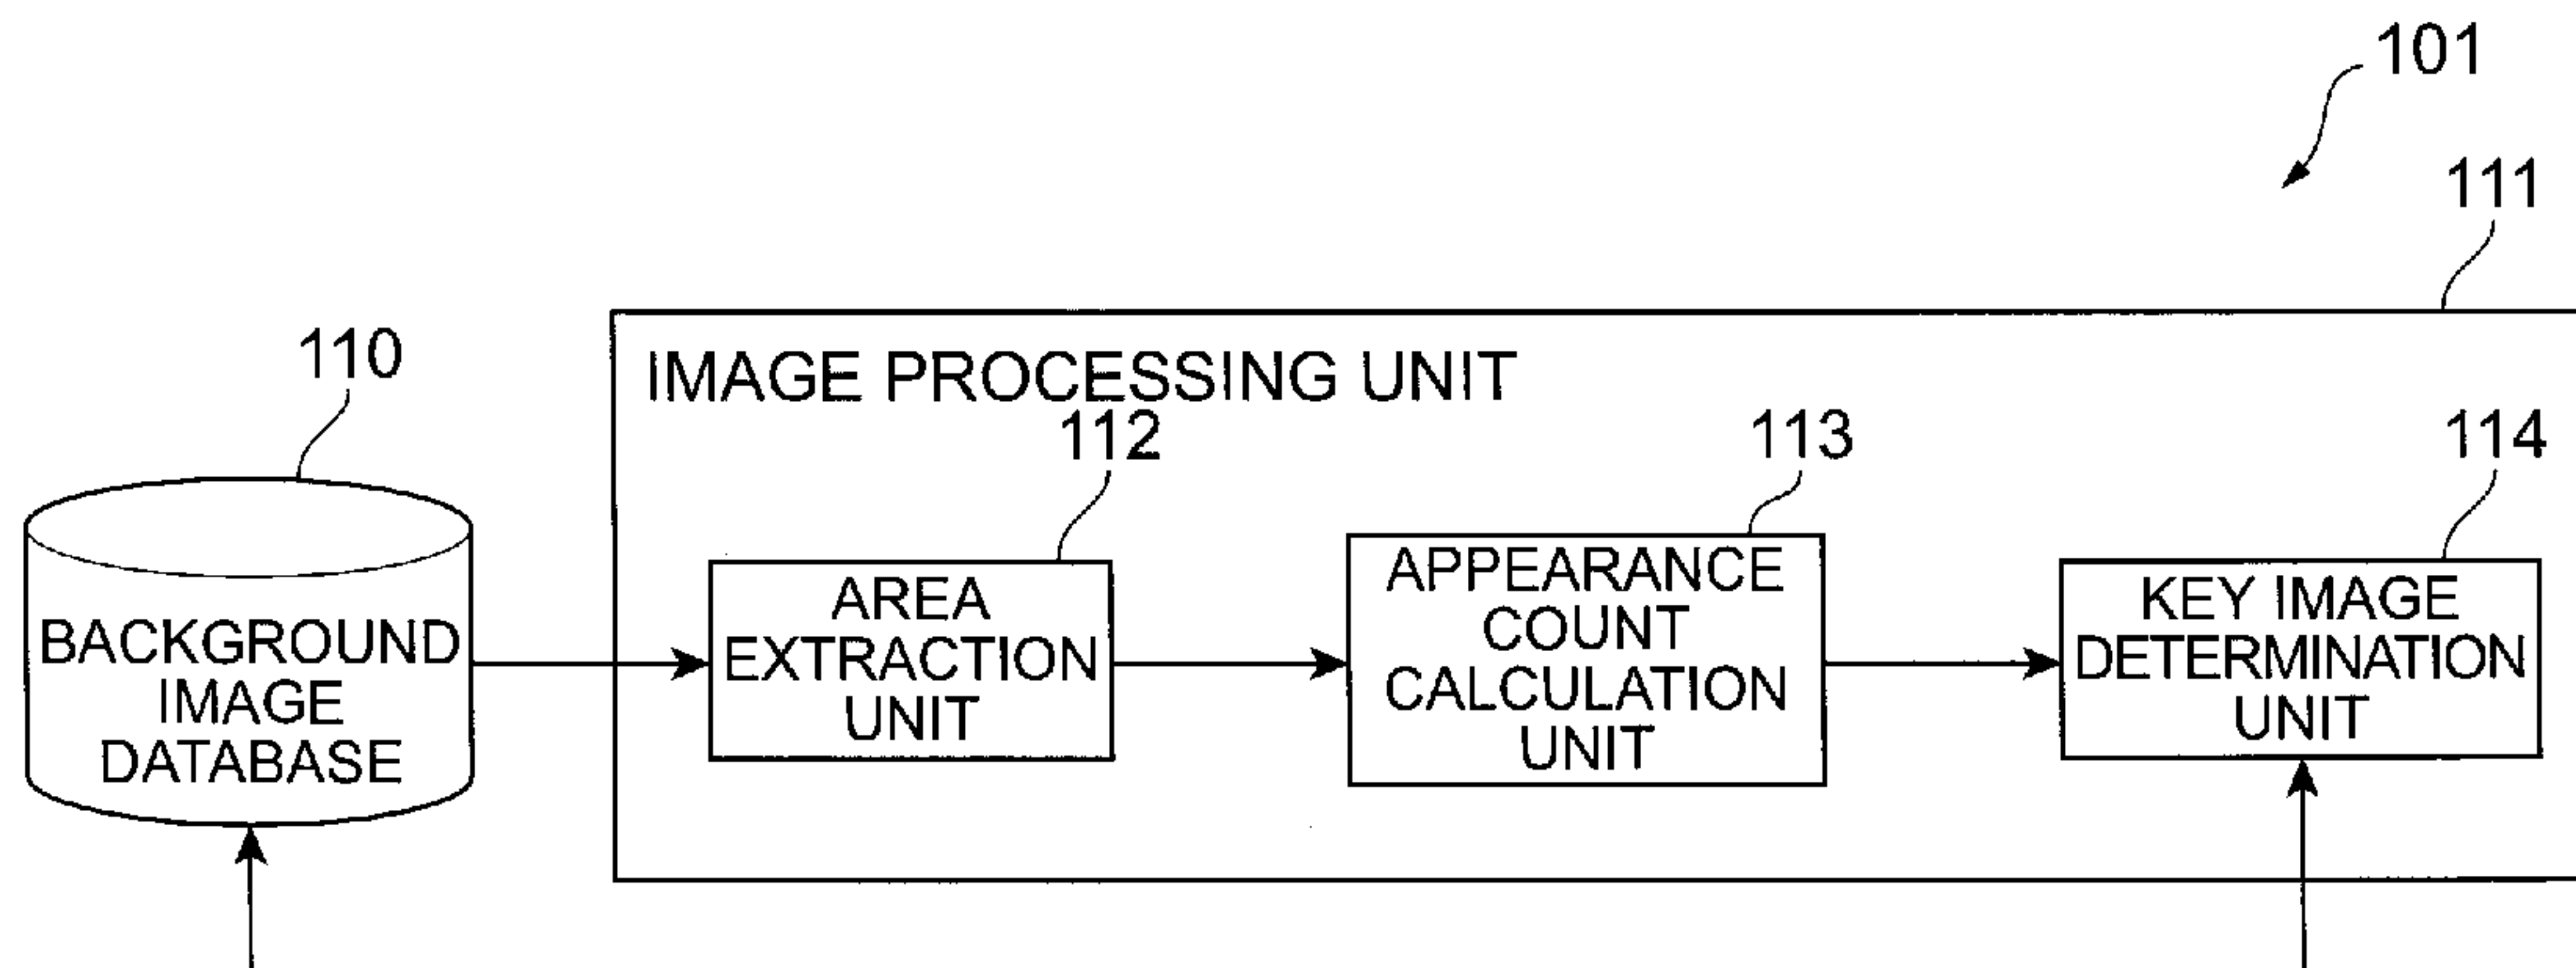 101
111
110
IMAGE PROCESSING UNIT
112
113
114
BACKGROUND
IMAGE
DATABASE
AREA
EXTRACTION
UNIT
APPEARANCE
COUNT
CALCULATION
UNIT
KEY IMAGE
DETERMINATION
UNIT